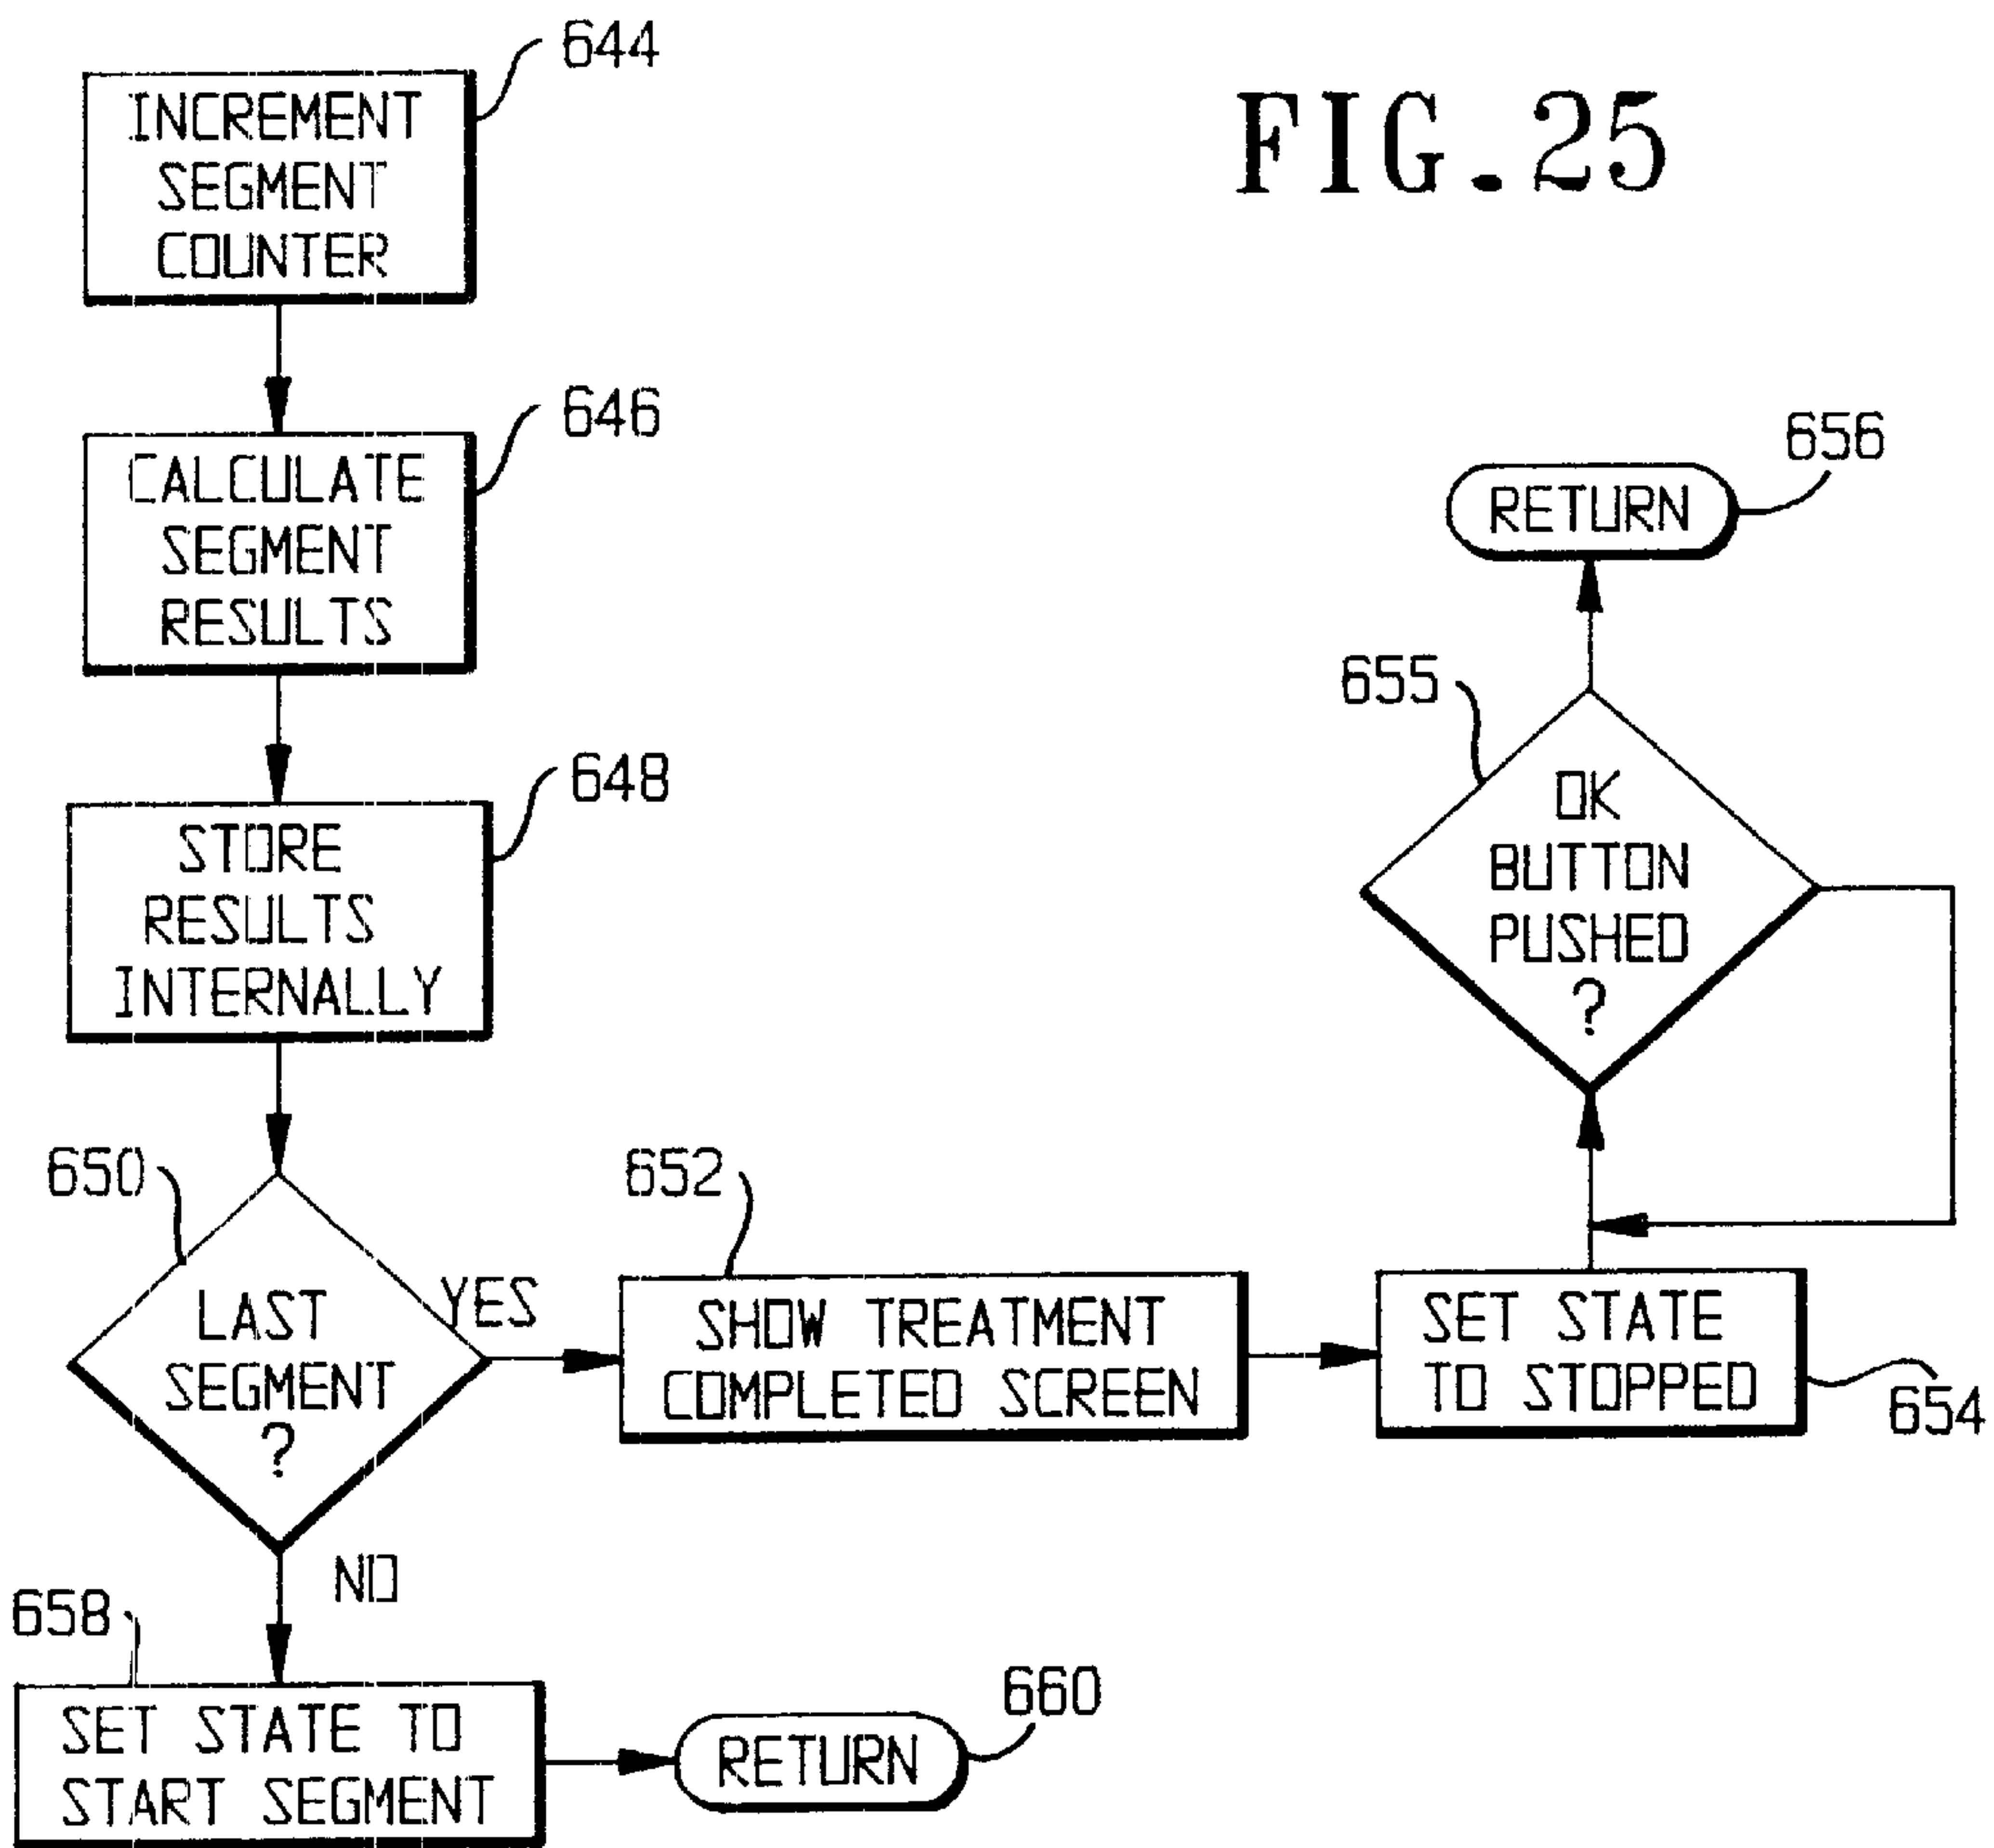 FIG.25
644
INCREMENT
SEGMENT
COUNTER
646
CALCULATE
SEGMENT
RESULTS
648
STORE
RESULTS
INTERNALLY
650
LAST
SEGMENT
?
YES
652
SHOW TREATMENT
COMPLETED SCREEN
SET STATE
TO STOPPED
654
655
OK
BUTTON
PUSHED
?
RETURN
656
NO
658
SET STATE TO
START SEGMENT
RETURN
660